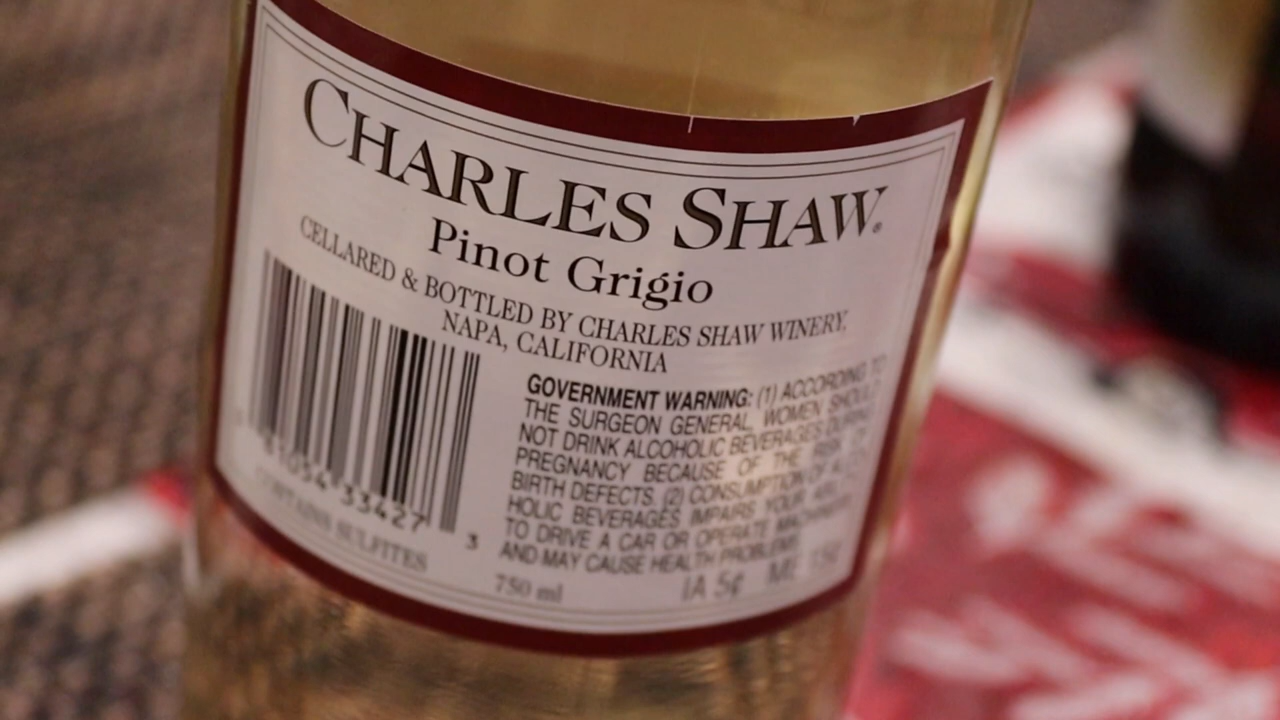 CHARLES SHAW®
Pinot Grigio
CELLARED & BOTTLED BY CHARLES SHAW WINERY,
NAPA, CALIFORNIA
GOVERNMENT WARNING: (1) ACCORDING TO
THE SURGEON GENERAL, WOMEN SHOULD
NOT DRINK ALCOHOLIC BEVERAGES DURING
PREGNANCY BECAUSE OF THE RISK OF
BIRTH DEFECTS. (2) CONSUMPTION OF ALCO-
HOLIC BEVERAGES IMPAIRS YOUR ABILITY
TO DRIVE A CAR OR OPERATE MACHINERY
AND MAY CAUSE HEALTH PROBLEMS
33427 3
CONTAINS SULFITES
750 ml
IA 5¢ ME 15¢